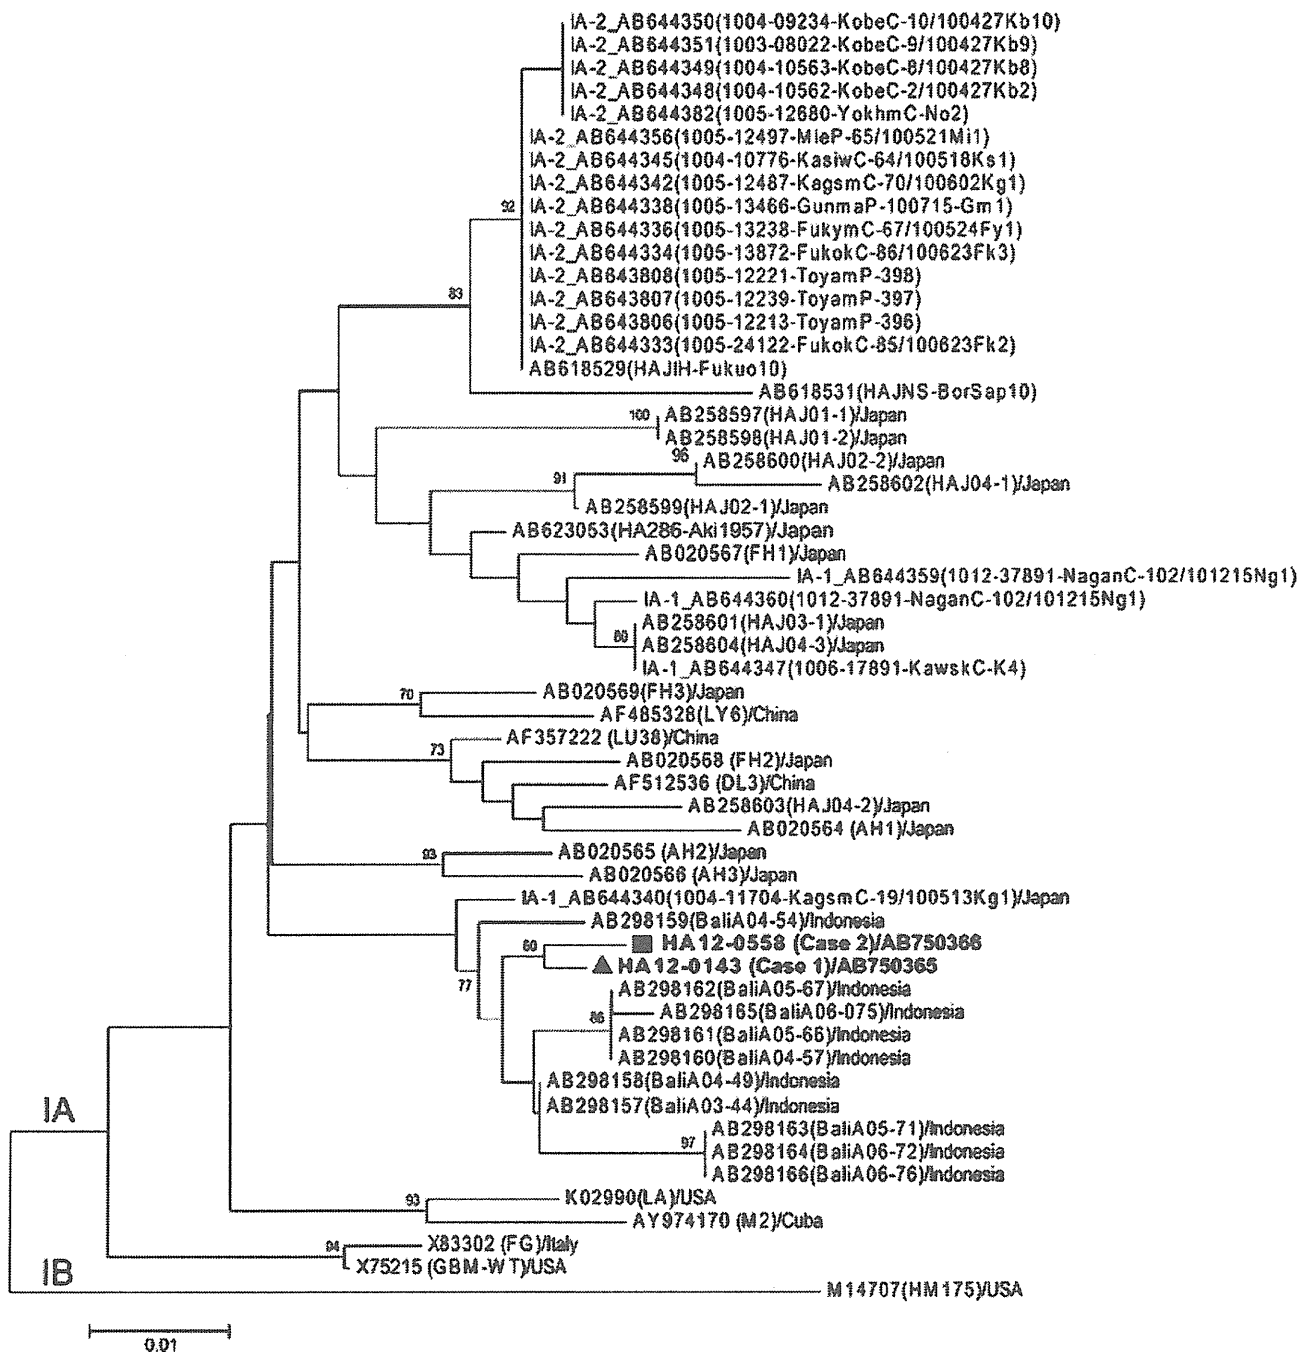 IA-2_AB644350(1004-09234-KobeC-10/100427Kb10)
IA-2_AB644351(1003-08022-KobeC-9/100427Kb9)
IA-2_AB644349(1004-10563-KobeC-8/100427Kb8)
IA-2_AB644348(1004-10562-KobeC-2/100427Kb2)
IA-2_AB644382(1005-12680-YokhmC-No2)
IA-2_AB644356(1005-12497-MieP-65/100521Mi1)
IA-2_AB644345(1004-10776-KasiwC-64/100518Ks1)
IA-2_AB644342(1005-12487-KagsmC-70/100602Kg1)
92 IA-2_AB644338(1005-13466-GunmaP-100715-Gm1)
IA-2_AB644336(1005-13238-FukymC-67/100524Fy1)
IA-2_AB644334(1005-13872-FukokC-86/100623Fk3)
IA-2_AB643808(1005-12221-ToyamP-398)
83 IA-2_AB643807(1005-12239-ToyamP-397)
IA-2_AB643806(1005-12213-ToyamP-396)
IA-2_AB644333(1005-24122-FukokC-85/100623Fk2)
AB618529(HAJIH-Fukuo10)
AB618531(HAJNS-BorSap10)
100 AB258597(HAJ01-1)/Japan
AB258598(HAJ01-2)/Japan
96 AB258600(HAJ02-2)/Japan
91 AB258602(HAJ04-1)/Japan
AB258599(HAJ02-1)/Japan
AB623053(HA286-Aki1957)/Japan
AB020567(FH1)/Japan
IA-1_AB644359(1012-37891-NaganC-102/101215Ng1)
IA-1_AB644360(1012-37891-NaganC-102/101215Ng1)
AB258601(HAJ03-1)/Japan
AB258604(HAJ04-3)/Japan
IA-1_AB644347(1006-17891-KawskC-K4)
70 AB020569(FH3)/Japan
AF485328(LY6)/China
73 AF357222 (LU38)/China
AB020568 (FH2)/Japan
AF512536 (DL3)/China
AB258603(HAJ04-2)/Japan
AB020564 (AH1)/Japan
93 AB020565 (AH2)/Japan
AB020566 (AH3)/Japan
IA-1_AB644340(1004-11704-KagsmC-19/100513Kg1)/Japan
AB298159(BaliA04-54)/Indonesia
HA12-0558 (Case 2)/AB750366
77 HA12-0143 (Case 1)/AB750365
AB298162(BaliA05-67)/Indonesia
86 AB298165(BaliA06-075)/Indonesia
AB298161(BaliA05-66)/Indonesia
AB298160(BaliA04-57)/Indonesia
AB298158(BaliA04-49)/Indonesia
IA AB298157(BaliA03-44)/Indonesia
AB298163(BaliA05-71)/Indonesia
97 AB298164(BaliA06-72)/Indonesia
AB298166(BaliA06-76)/Indonesia
93 K02990(LA)/USA
AY974170 (M2)/Cuba
X83302 (FG)/Italy
IB X75215 (GBM-WT)/USA
M14707(HM175)/USA
0.01